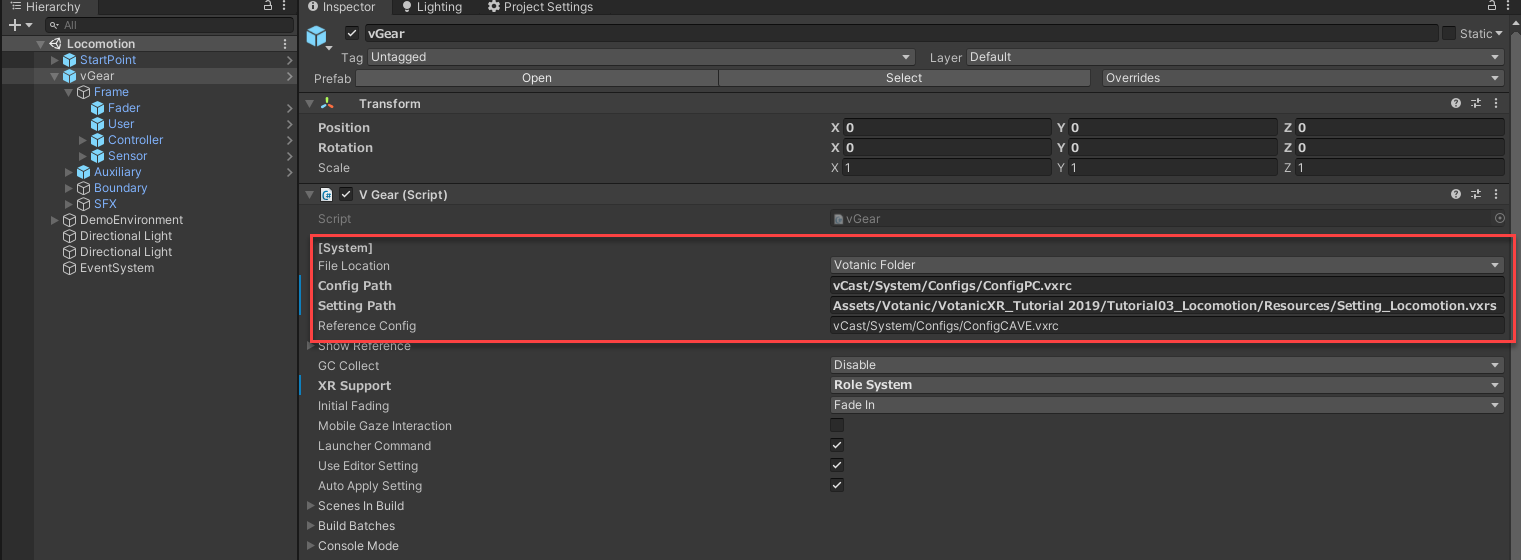 Hierarchy
All
Locomotion
StartPoint
vGear
Frame
Fader
User
Controller
Sensor
Auxiliary
Boundary
SFX
DemoEnvironment
Directional Light
Directional Light
EventSystem
Inspector Lighting Project Settings
vGear Static
Tag Untagged Layer Default
Prefab Open Select Overrides
Transform
Position X 0 Y 0 Z 0
Rotation X 0 Y 0 Z 0
Scale X 1 Y 1 Z 1
V Gear (Script)
Script vGear
[System]
File Location Votanic Folder
Config Path vCast/System/Configs/ConfigPC.vxrc
Setting Path Assets/Votanic/VotanicXR_Tutorial 2019/Tutorial03_Locomotion/Resources/Setting_Locomotion.vxrs
Reference Config vCast/System/Configs/ConfigCAVE.vxrc
Show Reference
GC Collect Disable
XR Support Role System
Initial Fading Fade In
Mobile Gaze Interaction
Launcher Command
Use Editor Setting
Auto Apply Setting
Scenes In Build
Build Batches
Console Mode